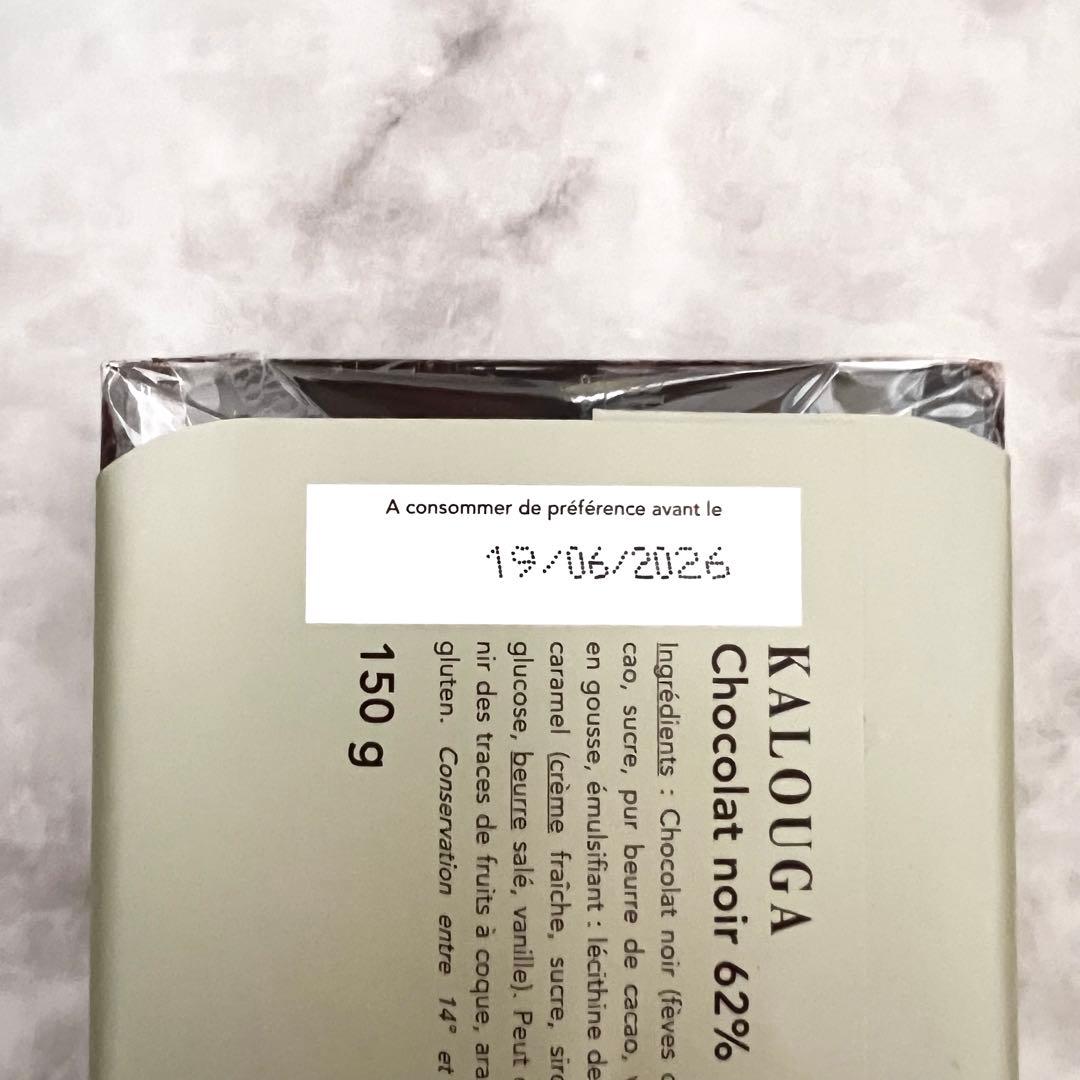 A consommer de préférence avant le
19/06/2026
KALOUGA
Chocolat noir 62%
Ingrédients : Chocolat noir (fèves
cao, sucre, pur beurre de cacao,
en gousse, émulsifiant : lécithine de
caramel (crème fraîche, sucre,
glucose, beurre salé, vanille). Peut
nir des traces de fruits à coque,
gluten. Conservation entre 14° et
150 g